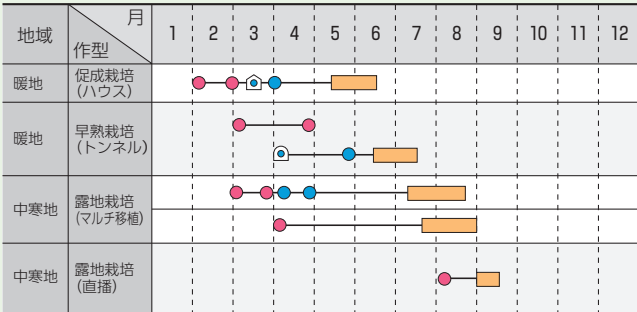 月
地域
作型
1 2 3 4 5 6 7 8 9 10 11 12
暖地
促成栽培
(ハウス)
暖地
早熟栽培
(トンネル)
中寒地
露地栽培
(マルチ移植)
中寒地
露地栽培
(直播)